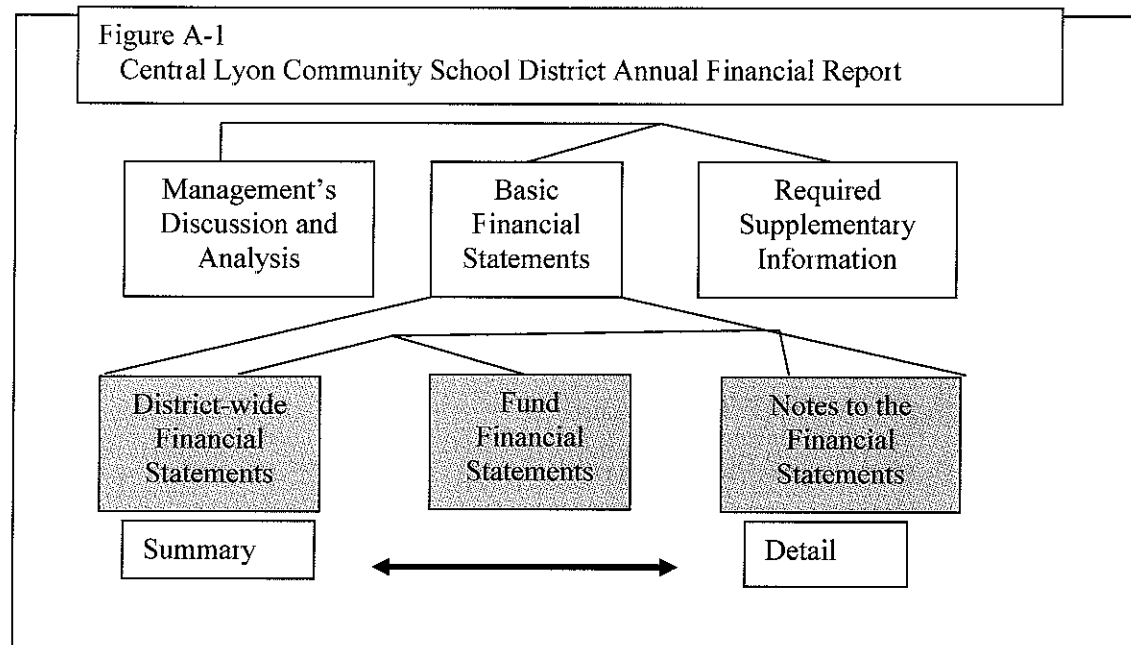 Figure A-1
Central Lyon Community School District Annual Financial Report
Management's
Discussion and
Analysis
Basic
Financial
Statements
Required
Supplementary
Information
District-wide
Financial
Statements
Fund
Financial
Statements
Notes to the
Financial
Statements
Summary
Detail